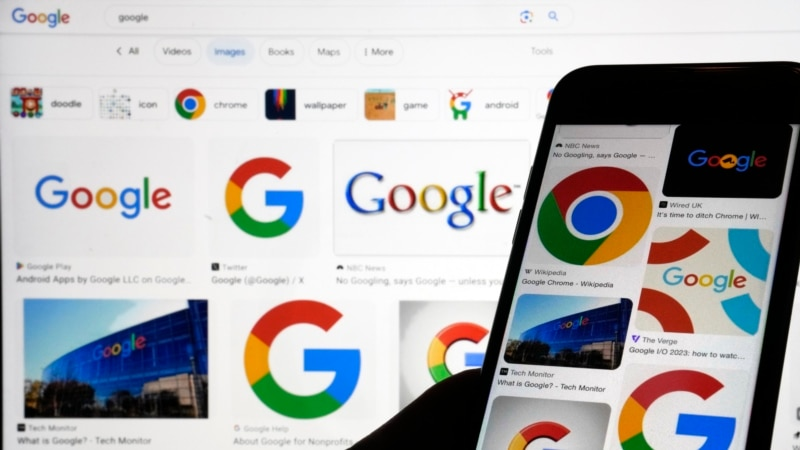 Google
google
All
Videos
Images
Books
Maps
More
Tools
doodle
icon
chrome
wallpaper
game
android
Google
G
Google™
Google Play
Android Apps by Google LLC on Google..
Twitter
Google (@Google) / X
NBC News
No Googling, says Google — unless you
Google
G
G
Tech Monitor
What is Google? - Tech Monitor
Google Help
About Google for Nonprofits
NBC News
No Googling, says Google — ...
Google
Wired UK
It's time to ditch Chrome | WI...
W Wikipedia
Google Chrome - Wikipedia
Google
The Verge
Google I/O 2023: how to watc...
Google
Tech Monitor
What is Google? - Tech Monitor
G
G